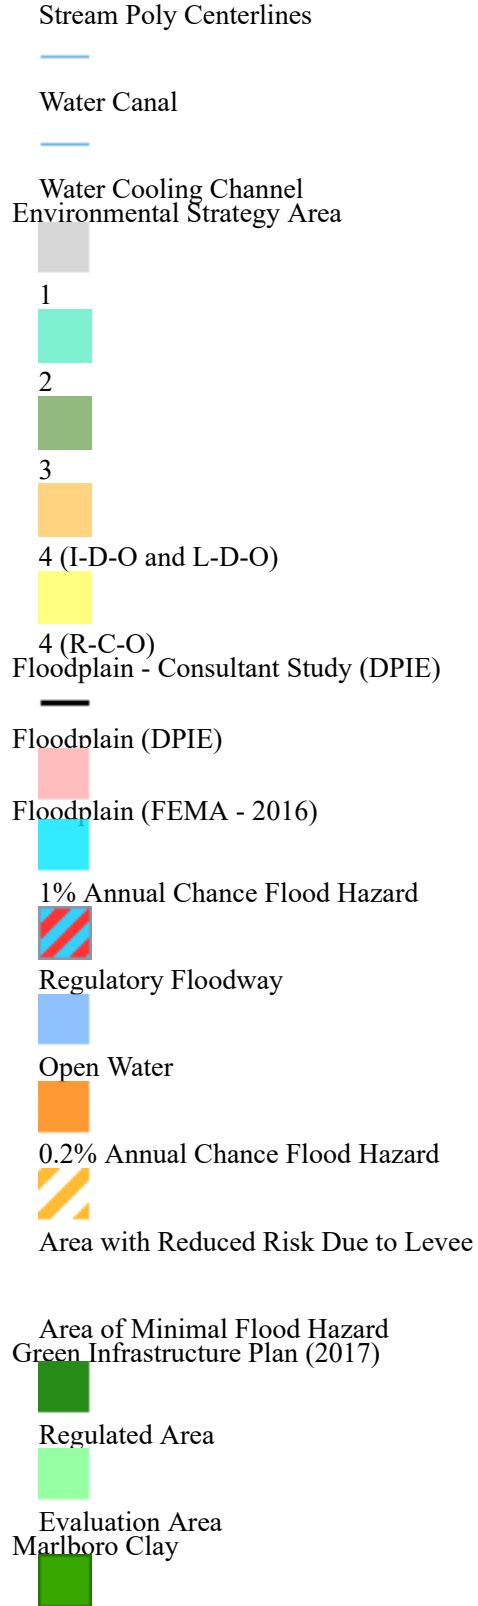 Stream Poly Centerlines
Water Canal
Water Cooling Channel
Environmental Strategy Area
1
2
3
4 (I-D-O and L-D-O)
4 (R-C-O)
Floodplain - Consultant Study (DPIE)
Floodplain (DPIE)
Floodplain (FEMA - 2016)
1% Annual Chance Flood Hazard
Regulatory Floodway
Open Water
0.2% Annual Chance Flood Hazard
Area with Reduced Risk Due to Levee
Area of Minimal Flood Hazard
Green Infrastructure Plan (2017)
Regulated Area
Evaluation Area
Marlboro Clay